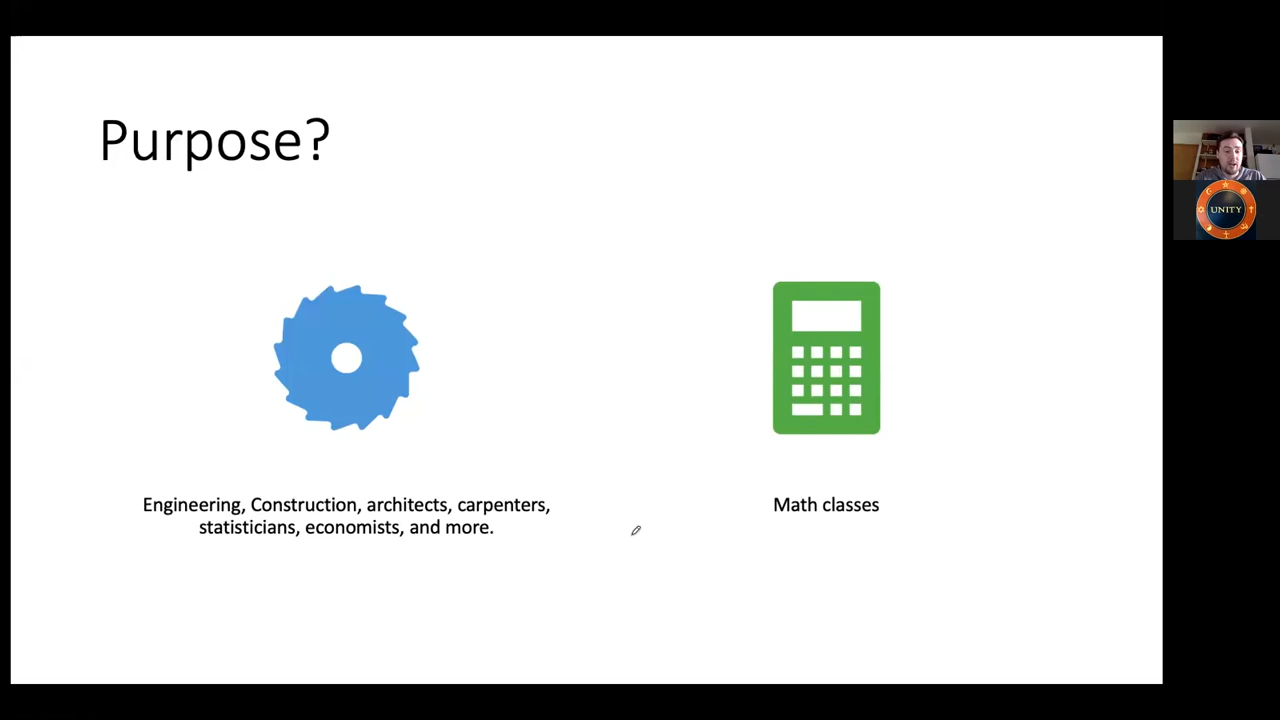 Purpose?
Engineering, Construction, architects, carpenters,
statisticians, economists, and more.
Math classes
UNITY